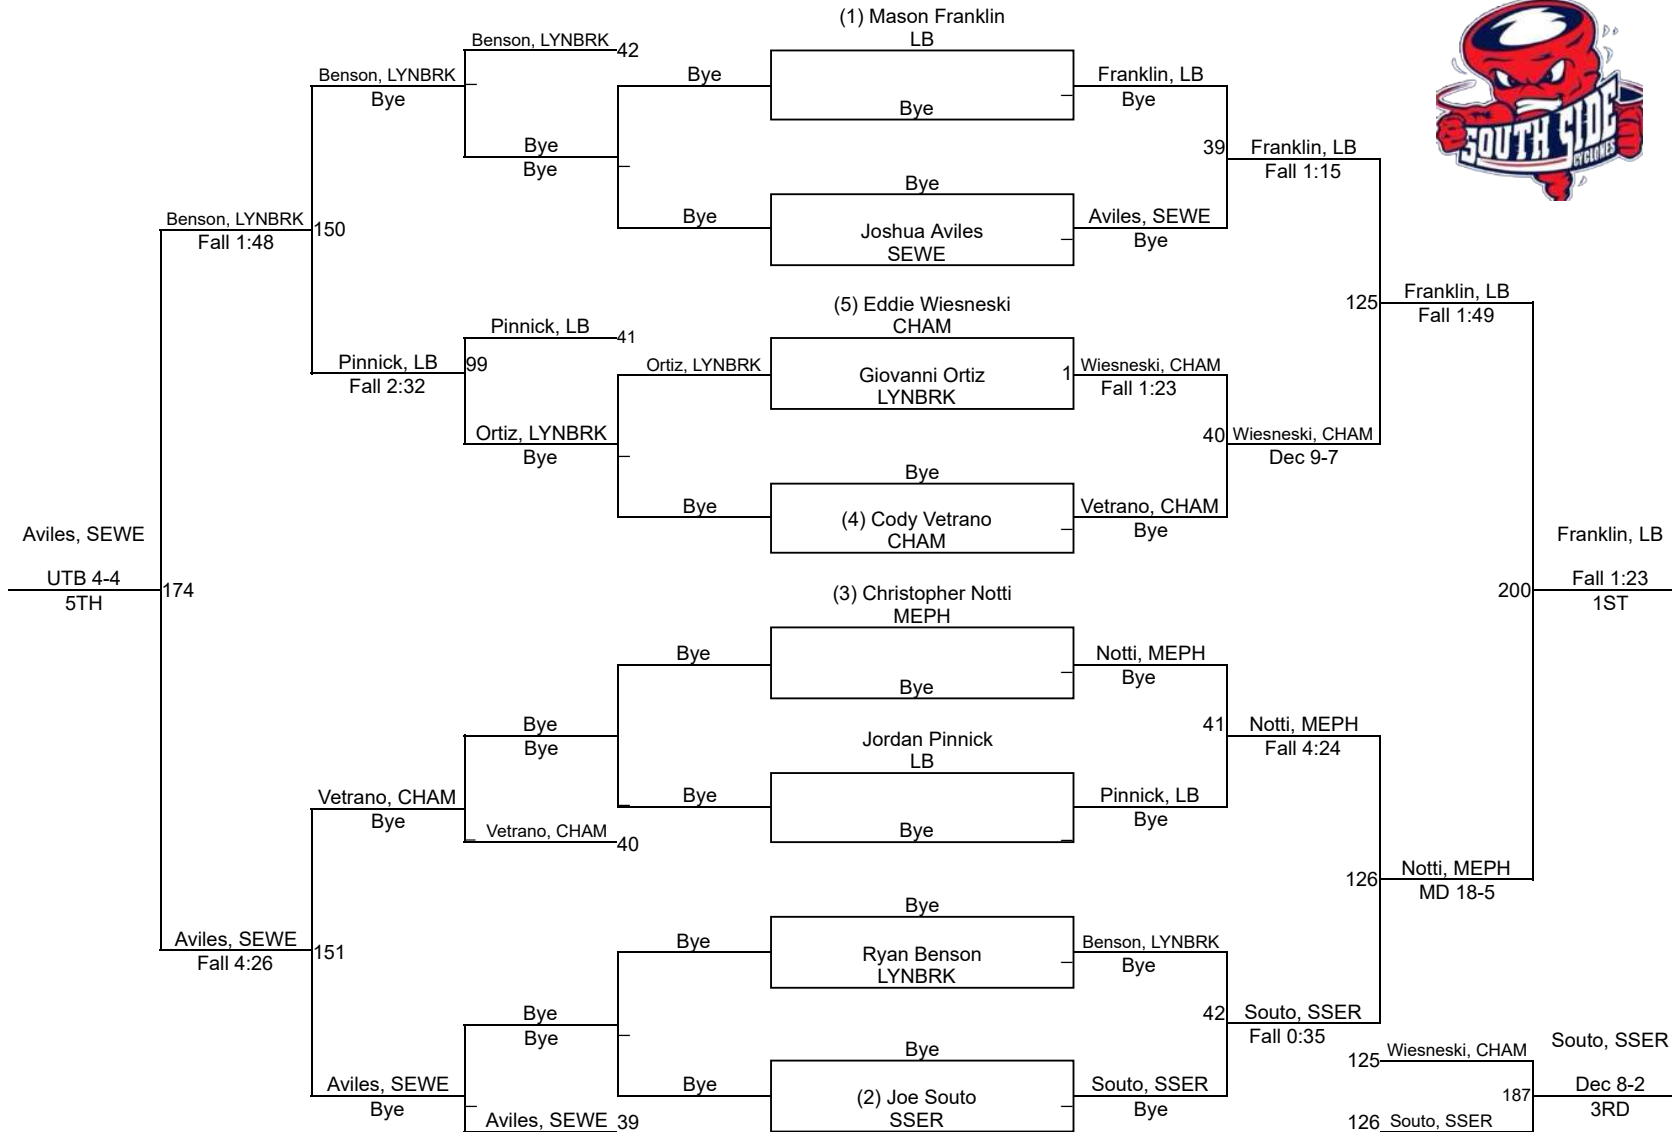 (1) Mason Franklin
LB
Benson, LYNBRK
42
Benson, LYNBRK
Bye
Bye
Bye
Franklin, LB
Bye
SOUTH SIDE
CYCLONES
Bye
Bye
39
Franklin, LB
Fall 1:15
Bye
Bye
Joshua Aviles
SEWE
Aviles, SEWE
Bye
Benson, LYNBRK
Fall 1:48
150
(5) Eddie Wiesneski
CHAM
125
Franklin, LB
Fall 1:49
Pinnick, LB
41
Pinnick, LB
Fall 2:32
99
Ortiz, LYNBRK
Giovanni Ortiz
LYNBRK
1
Wiesneski, CHAM
Fall 1:23
Ortiz, LYNBRK
Bye
40
Wiesneski, CHAM
Dec 9-7
Bye
Bye
(4) Cody Vetrano
CHAM
Vetrano, CHAM
Bye
Aviles, SEWE
UTB 4-4
5TH
174
Franklin, LB
200
Fall 1:23
1ST
(3) Christopher Notti
MEPH
Bye
Bye
Notti, MEPH
Bye
Bye
Bye
Jordan Pinnick
LB
41
Notti, MEPH
Fall 4:24
Vetrano, CHAM
Bye
Bye
Bye
Pinnick, LB
Bye
Vetrano, CHAM
40
126
Notti, MEPH
MD 18-5
Bye
Aviles, SEWE
Fall 4:26
151
Bye
Ryan Benson
LYNBRK
Benson, LYNBRK
Bye
Bye
Bye
42
Souto, SSER
Fall 0:35
Bye
125
Wiesneski, CHAM
Souto, SSER
Aviles, SEWE
Bye
Bye
(2) Joe Souto
SSER
Souto, SSER
Bye
187
Dec 8-2
3RD
Aviles, SEWE
39
126
Souto, SSER